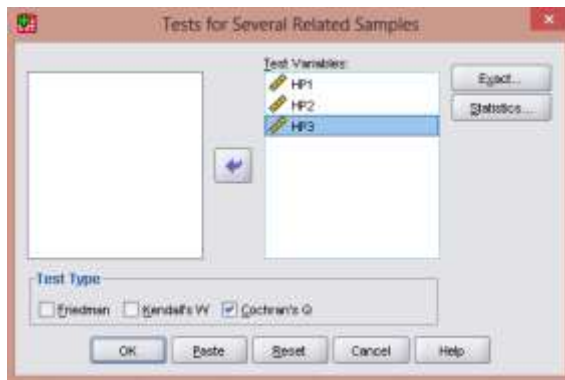 Tests for Several Related Samples
Test Variables:
HP1
HP2
HP3
Exact...
Statistics...
Test Type
Friedman Kendall's W Cochran's Q
OK Paste Reset Cancel Help